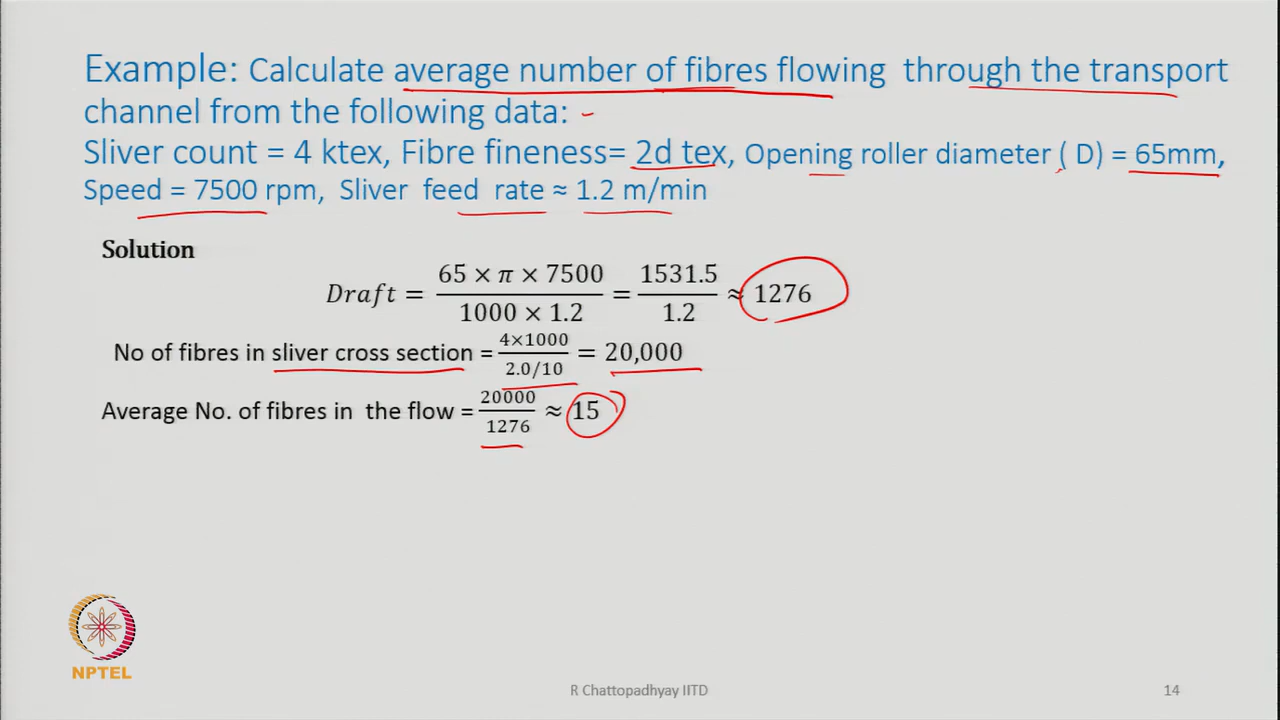 Example: Calculate average number of fibres flowing through the transport
channel from the following data:
Sliver count = 4 ktex, Fibre fineness= 2d tex, Opening roller diameter ( D) = 65mm,
Speed = 7500 rpm, Sliver feed rate ≈ 1.2 m/min
Solution
Draft = (65 × π × 7500)/(1000 × 1.2) = 1531.5/1.2 ≈ 1276
No of fibres in sliver cross section = (4×1000)/(2.0/10) = 20,000
Average No. of fibres in the flow = 20000/1276 ≈ 15
NPTEL
R Chattopadhyay IITD
14